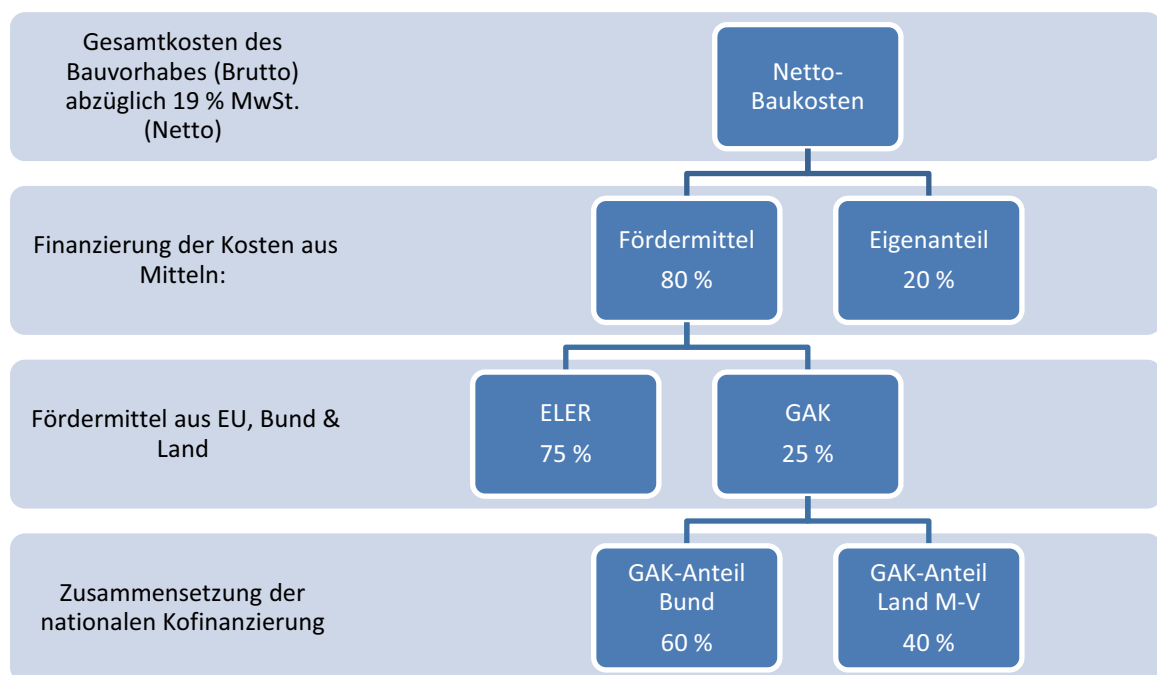 Gesamtkosten des
Bauvorhabes (Brutto)
abzüglich 19 % MwSt.
(Netto)
Netto-
Baukosten
Finanzierung der Kosten aus
Mitteln:
Fördermittel
80 %
Eigenanteil
20 %
Fördermittel aus EU, Bund &
Land
ELER
75 %
GAK
25 %
Zusammensetzung der
nationalen Kofinanzierung
GAK-Anteil
Bund
60 %
GAK-Anteil
Land M-V
40 %